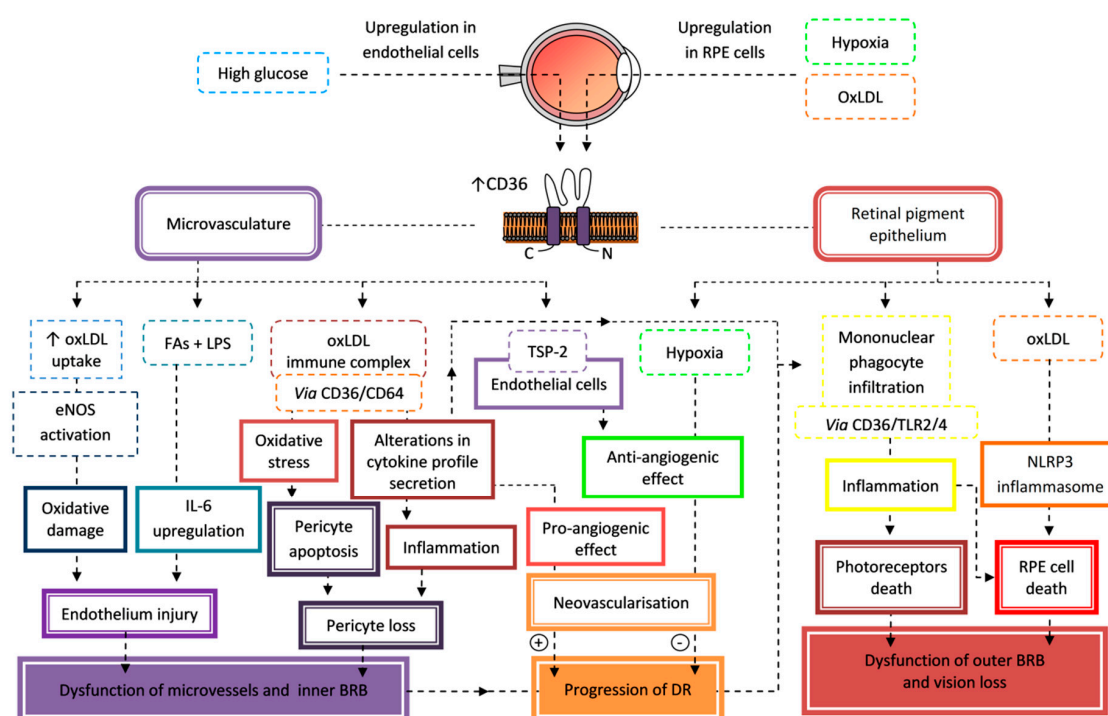 Upregulation in
endothelial cells
Upregulation
in RPE cells
High glucose
Hypoxia
OxLDL
↑CD36
C
N
Microvasculature
Retinal pigment
epithelium
↑ oxLDL
uptake
FAs + LPS
oxLDL
immune complex
Via CD36/CD64
TSP-2
Endothelial cells
Hypoxia
Mononuclear
phagocyte
infiltration
Via CD36/TLR2/4
oxLDL
eNOS
activation
Oxidative
stress
Alterations in
cytokine profile
secretion
Anti-angiogenic
effect
Inflammation
NLRP3
inflammasome
Oxidative
damage
IL-6
upregulation
Pericyte
apoptosis
Inflammation
Pro-angiogenic
effect
Photoreceptors
death
RPE cell
death
Endothelium injury
Pericyte loss
Neovascularisation
+
-
Dysfunction of microvessels and inner BRB
Progression of DR
Dysfunction of outer BRB
and vision loss